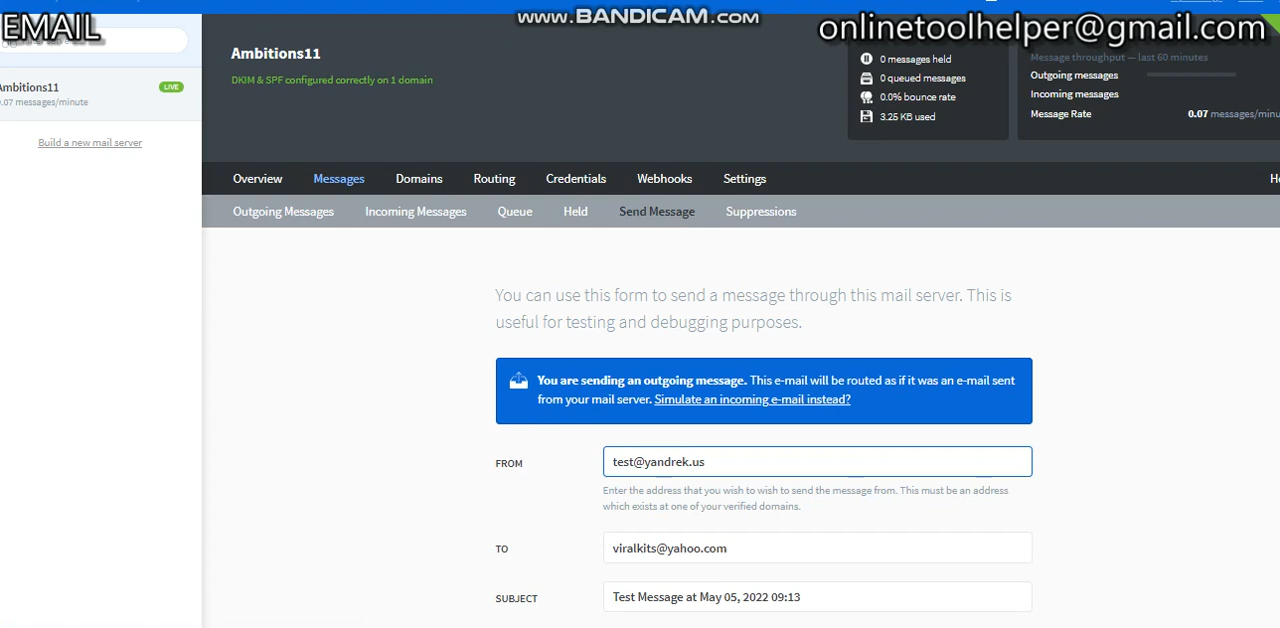 www.BANDICAM.com
EMAIL
onlinetoolhelper@gmail.com
Ambitions11
DKIM & SPF configured correctly on 1 domain
0 messages held
0 queued messages
0.0% bounce rate
3.25 KB used
Message throughput — last 60 minutes
Outgoing messages
Incoming messages
Message Rate
0.07 messages/minu
Ambitions11
LIVE
0.07 messages/minute
Build a new mail server
Overview Messages Domains Routing Credentials Webhooks Settings He
Outgoing Messages Incoming Messages Queue Held Send Message Suppressions
You can use this form to send a message through this mail server. This is
useful for testing and debugging purposes.
You are sending an outgoing message. This e-mail will be routed as if it was an e-mail sent
from your mail server. Simulate an incoming e-mail instead?
FROM
test@yandrek.us
Enter the address that you wish to wish to send the message from. This must be an address
which exists at one of your verified domains.
TO
viralkits@yahoo.com
SUBJECT
Test Message at May 05, 2022 09:13